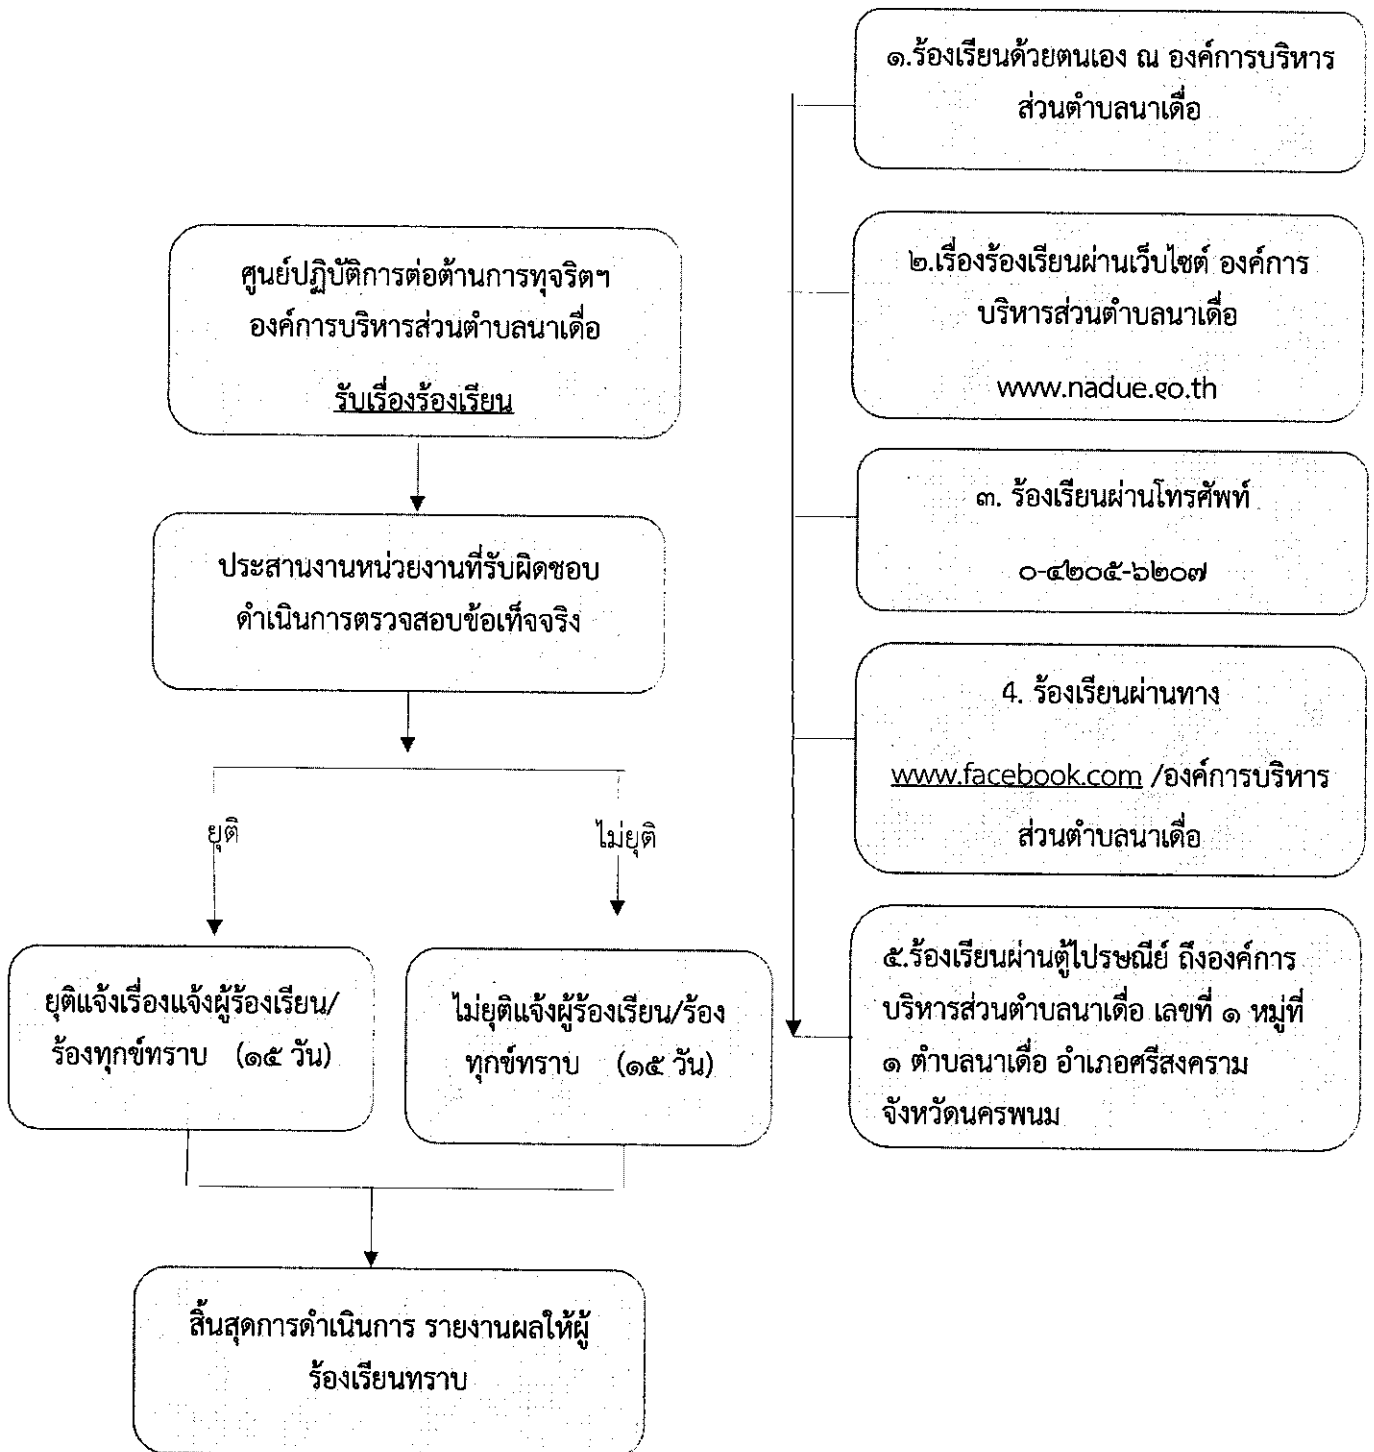 ๑.ร้องเรียนด้วยตนเอง ณ องค์การบริหาร
ส่วนตำบลนาเดื่อ
๒.เรื่องร้องเรียนผ่านเว็บไซต์ องค์การ
บริหารส่วนตำบลนาเดื่อ
www.nadue.go.th
๓. ร้องเรียนผ่านโทรศัพท์
๐-๔๒๐๕-๖๒๐๗
4. ร้องเรียนผ่านทาง
www.facebook.com /องค์การบริหาร
ส่วนตำบลนาเดื่อ
๕.ร้องเรียนผ่านตู้ไปรษณีย์ ถึงองค์การ
บริหารส่วนตำบลนาเดื่อ เลขที่ ๑ หมู่ที่
๑ ตำบลนาเดื่อ อำเภอศรีสงคราม
จังหวัดนครพนม
ศูนย์ปฏิบัติการต่อต้านการทุจริตฯ
องค์การบริหารส่วนตำบลนาเดื่อ
รับเรื่องร้องเรียน
ประสานงานหน่วยงานที่รับผิดชอบ
ดำเนินการตรวจสอบข้อเท็จจริง
ยุติ
ไม่ยุติ
ยุติแจ้งเรื่องแจ้งผู้ร้องเรียน/
ร้องทุกข์ทราบ (๑๕ วัน)
ไม่ยุติแจ้งผู้ร้องเรียน/ร้อง
ทุกข์ทราบ (๑๕ วัน)
สิ้นสุดการดำเนินการ รายงานผลให้ผู้
ร้องเรียนทราบ